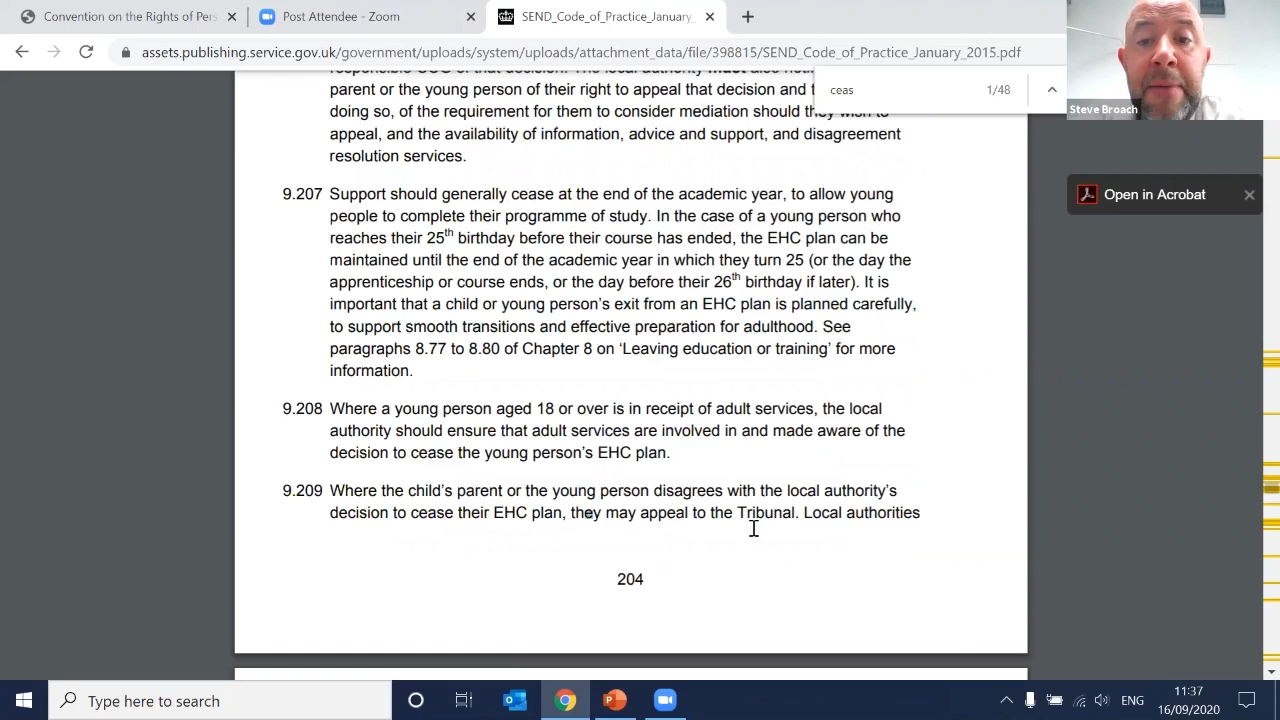 Convention on the Rights of Pers
Post Attendee - Zoom
SEND_Code_of_Practice_January_
assets.publishing.service.gov.uk/government/uploads/system/uploads/attachment_data/file/398815/SEND_Code_of_Practice_January_2015.pdf
ceas 1/48
Steve Broach
Open in Acrobat
responsible CCG of that decision. The local authority must also
parent or the young person of their right to appeal that decision and
doing so, of the requirement for them to consider mediation should they wish to
appeal, and the availability of information, advice and support, and disagreement
resolution services.
9.207 Support should generally cease at the end of the academic year, to allow young
people to complete their programme of study. In the case of a young person who
reaches their 25th birthday before their course has ended, the EHC plan can be
maintained until the end of the academic year in which they turn 25 (or the day the
apprenticeship or course ends, or the day before their 26th birthday if later). It is
important that a child or young person's exit from an EHC plan is planned carefully,
to support smooth transitions and effective preparation for adulthood. See
paragraphs 8.77 to 8.80 of Chapter 8 on ‘Leaving education or training’ for more
information.
9.208 Where a young person aged 18 or over is in receipt of adult services, the local
authority should ensure that adult services are involved in and made aware of the
decision to cease the young person's EHC plan.
9.209 Where the child's parent or the young person disagrees with the local authority's
decision to cease their EHC plan, they may appeal to the Tribunal. Local authorities
204
Type here to search
ENG
11:37
16/09/2020